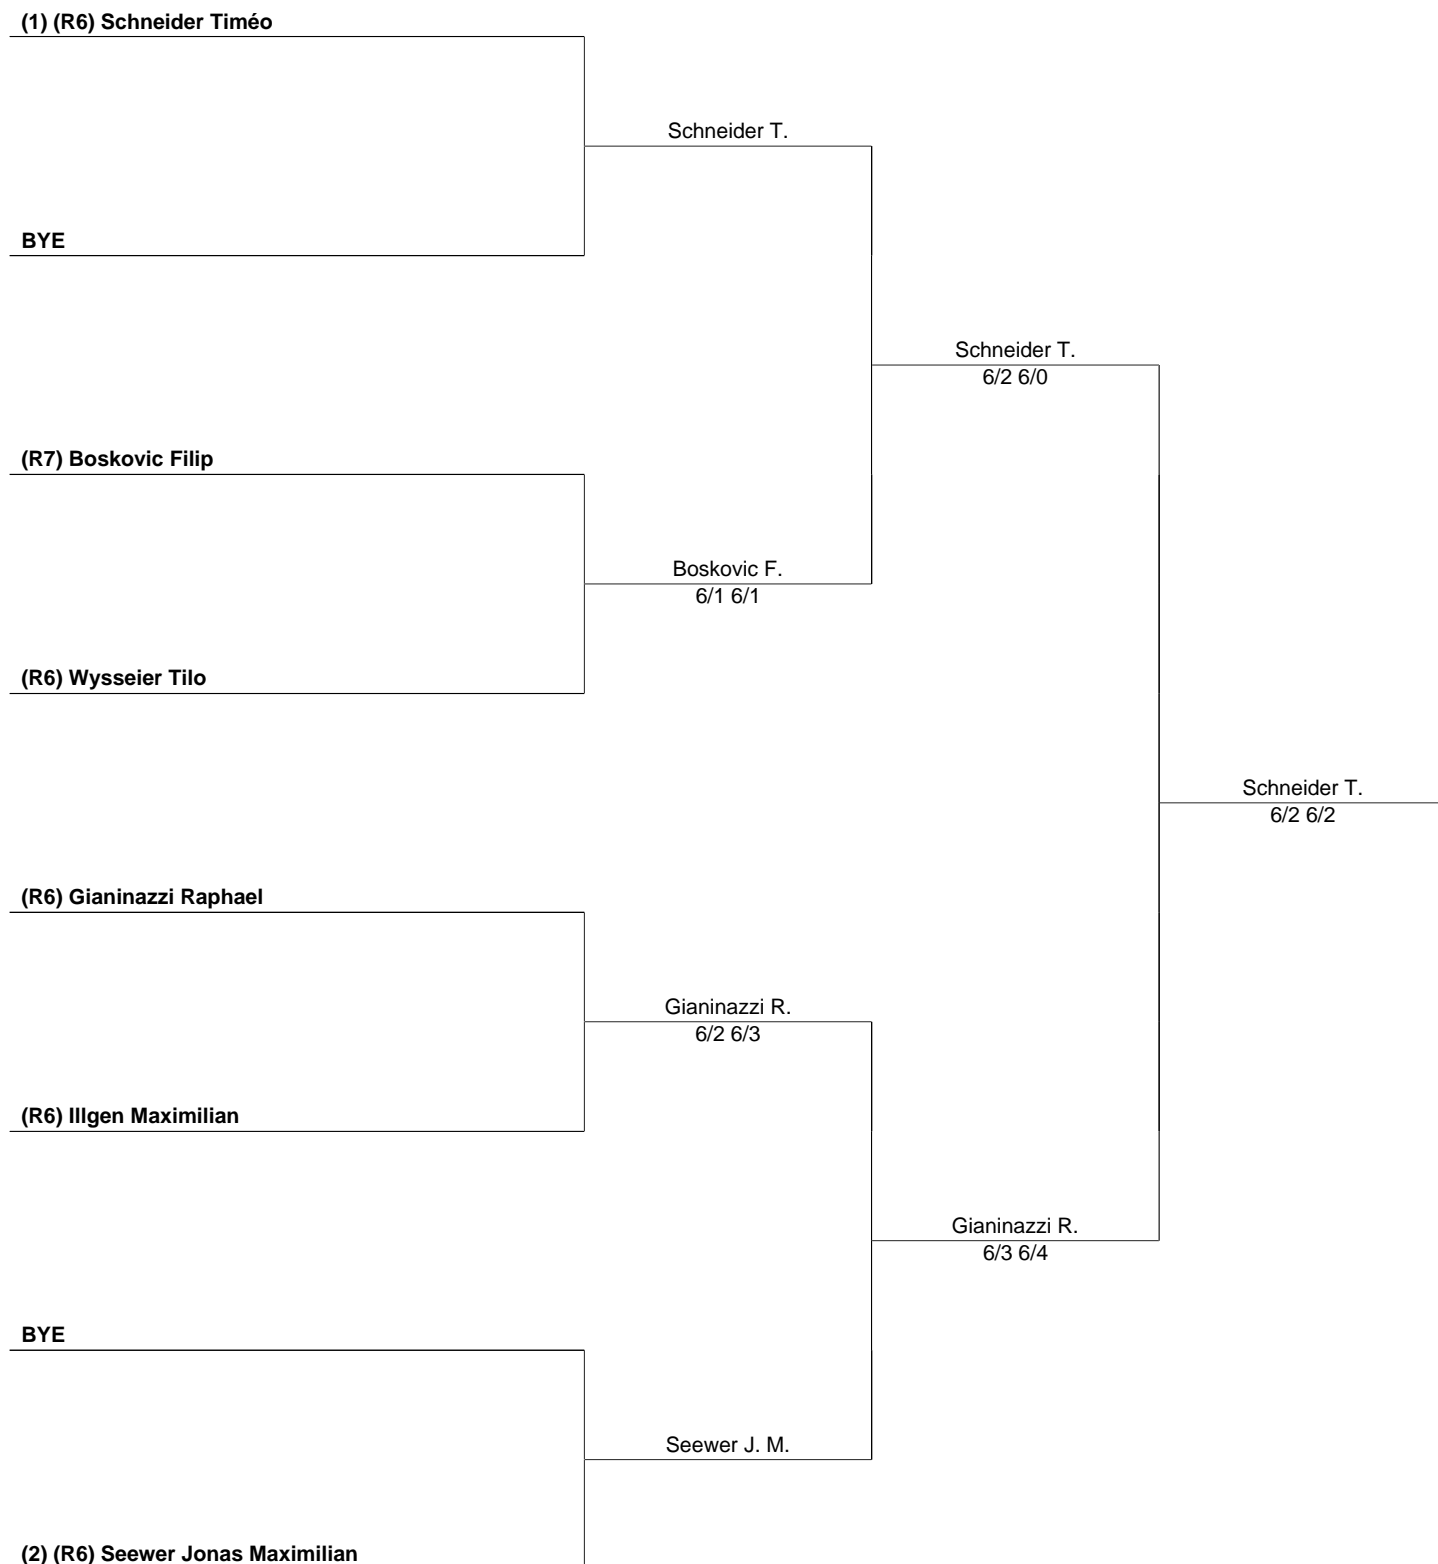 (1) (R6) Schneider Timéo
Schneider T.
BYE
Schneider T.
6/2 6/0
(R7) Boskovic Filip
Boskovic F.
6/1 6/1
(R6) Wysseier Tilo
Schneider T.
6/2 6/2
(R6) Gianinazzi Raphael
Gianinazzi R.
6/2 6/3
(R6) Illgen Maximilian
Gianinazzi R.
6/3 6/4
BYE
Seewer J. M.
(2) (R6) Seewer Jonas Maximilian